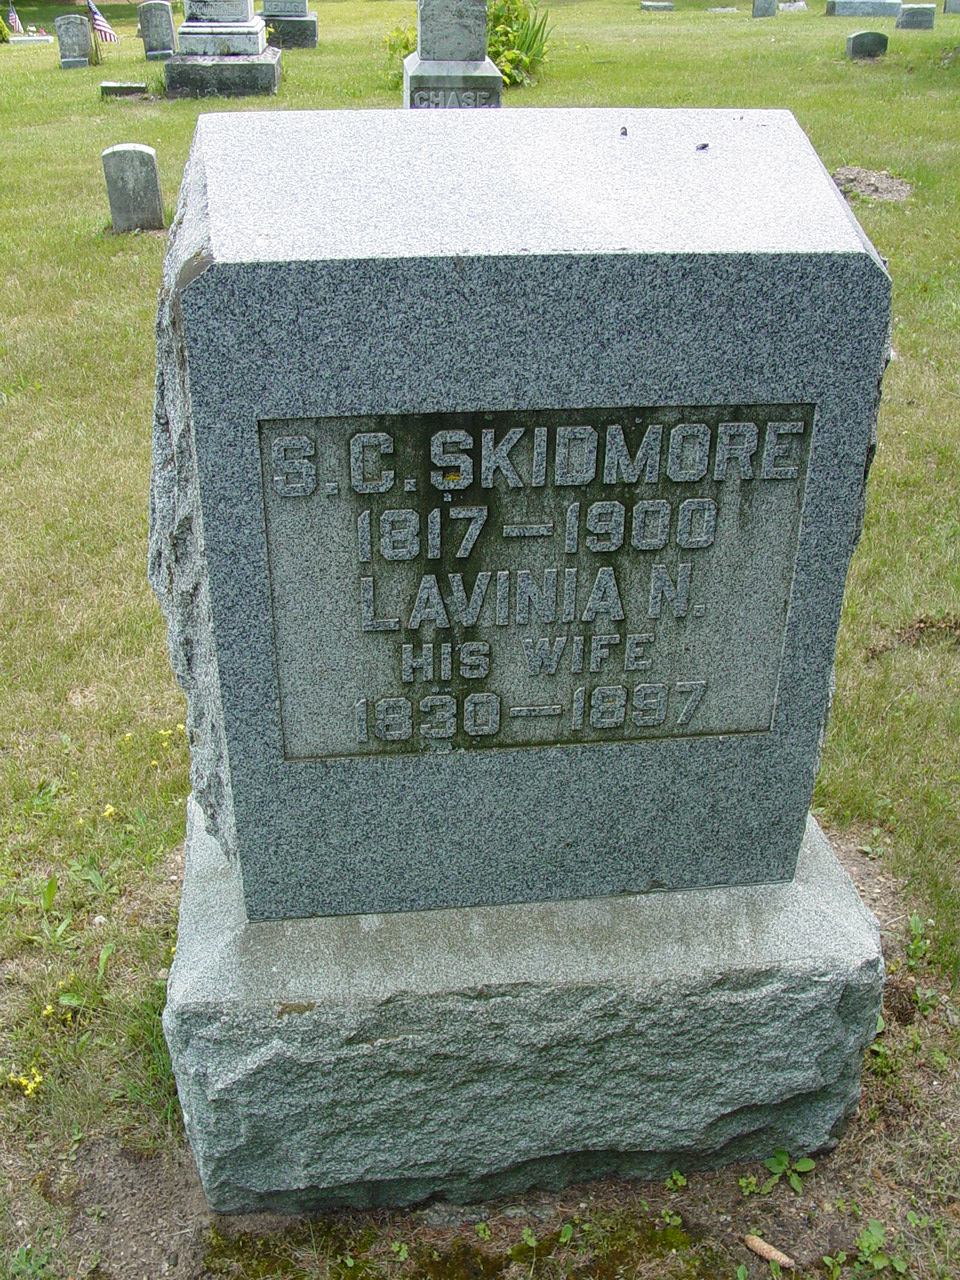 CHASE.
S. C. SKIDMORE
1817 — 1900
LAVINIA N.
HIS WIFE
1830 — 1897